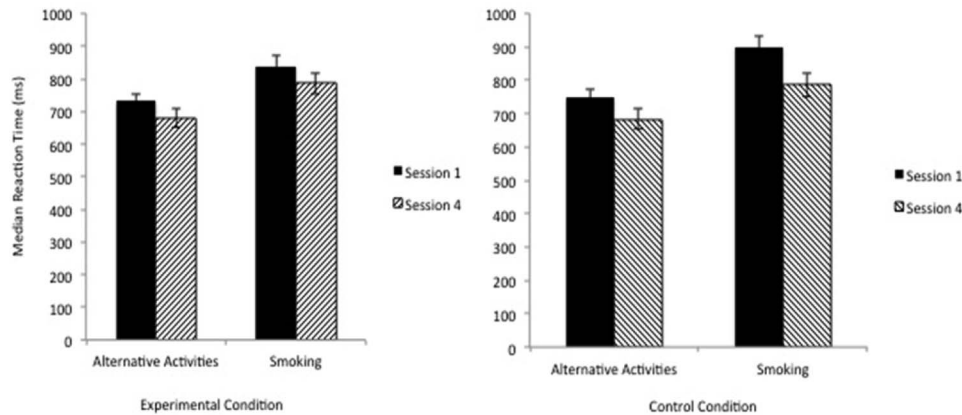 Median Reaction Time (ms)
1000
900
800
700
600
500
400
300
200
100
0
Alternative Activities
Smoking
Experimental Condition
Session 1
Session 4
1000
900
800
700
600
500
400
300
200
100
0
Alternative Activities
Smoking
Control Condition
Session 1
Session 4